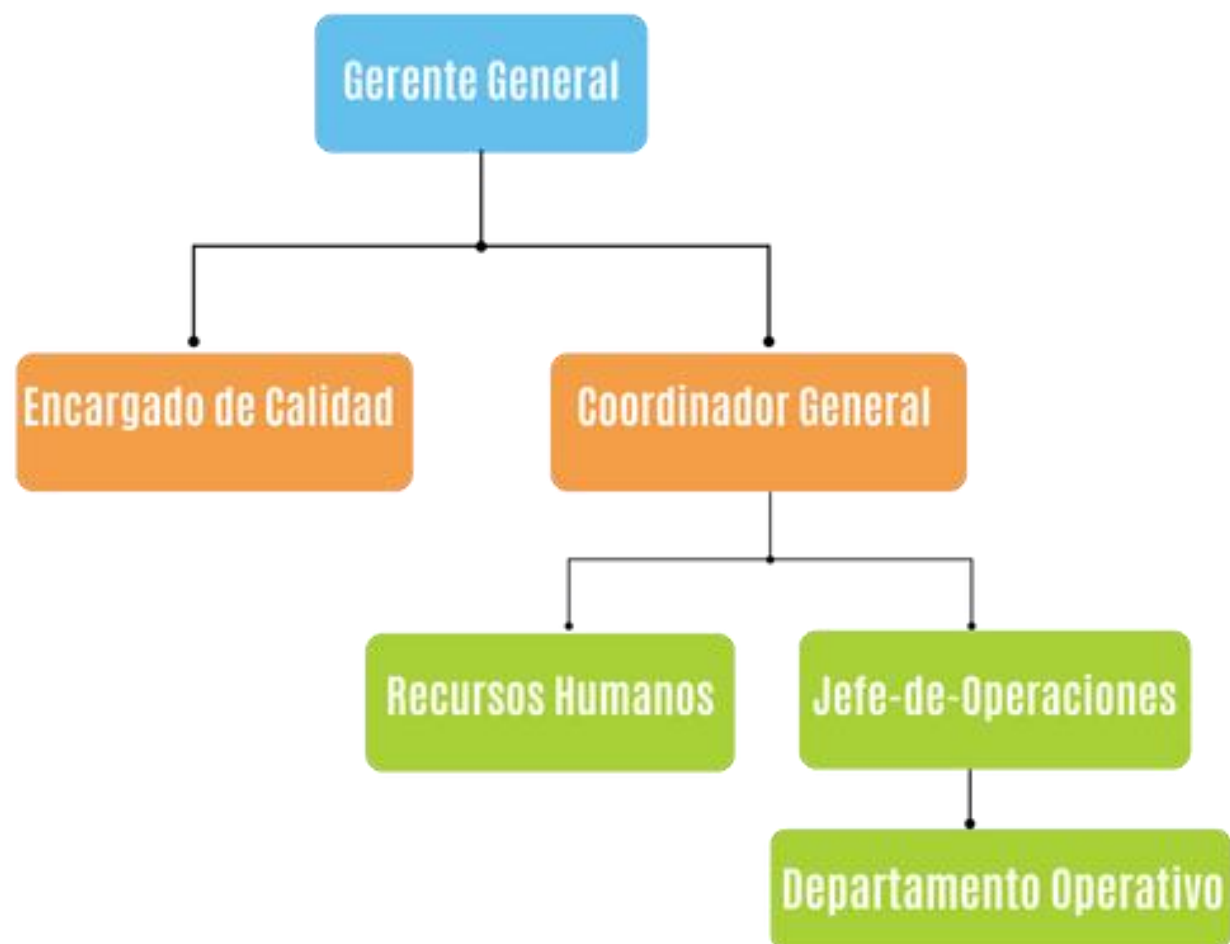 Gerente General
Encargado de Calidad
Coordinador General
Recursos Humanos
Jefe-de-Operaciones
Departamento Operativo